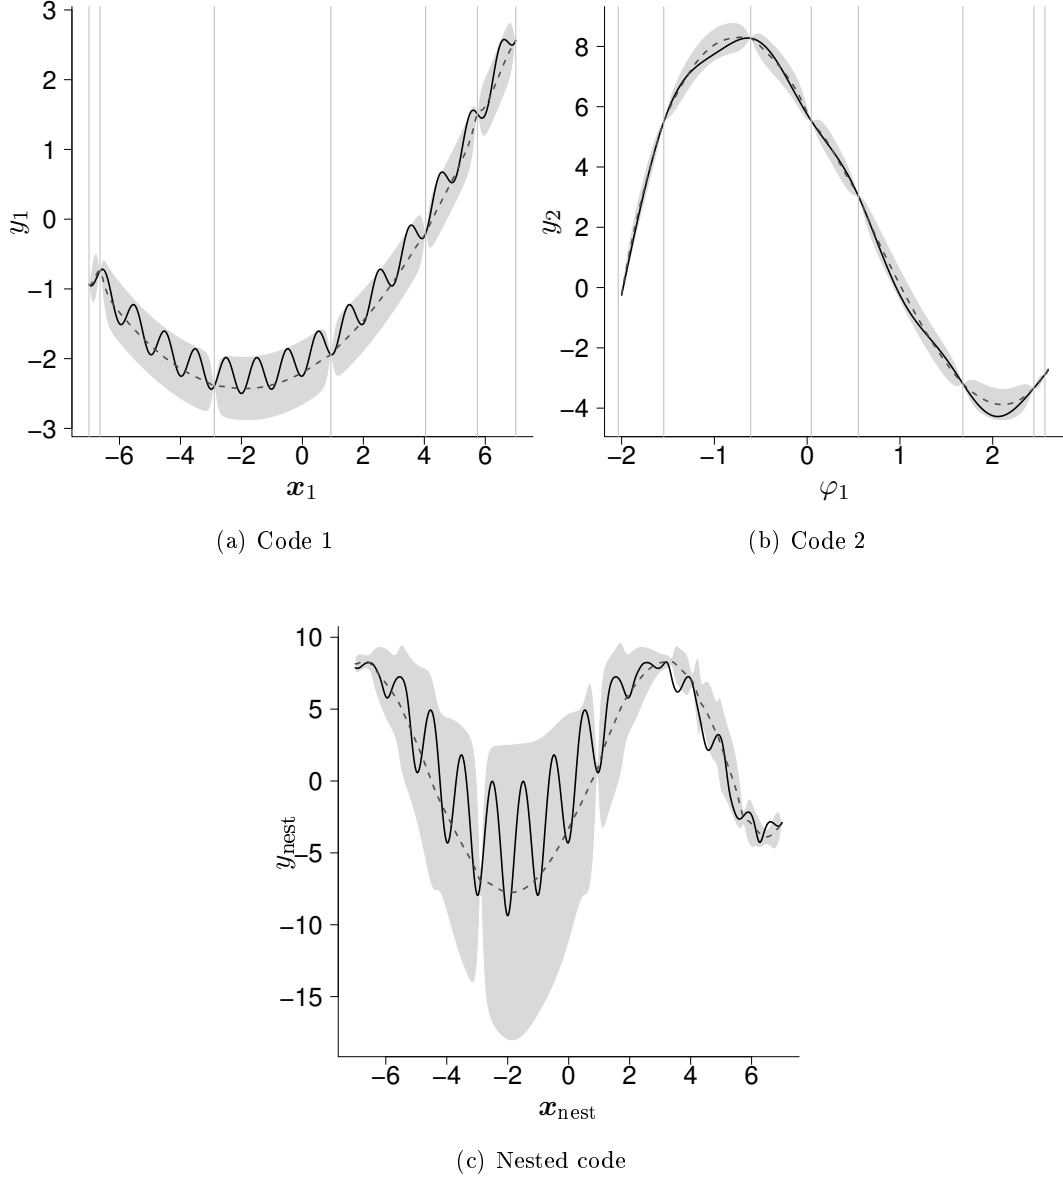 3
2
1
0
−1
−2
−3
y₁
−6 −4 −2 0 2 4 6
𝒙₁
(a) Code 1
8
6
4
2
0
−2
−4
y₂
−2 −1 0 1 2
φ₁
(b) Code 2
10
5
0
−5
−10
−15
y_nest
−6 −4 −2 0 2 4 6
𝒙_nest
(c) Nested code